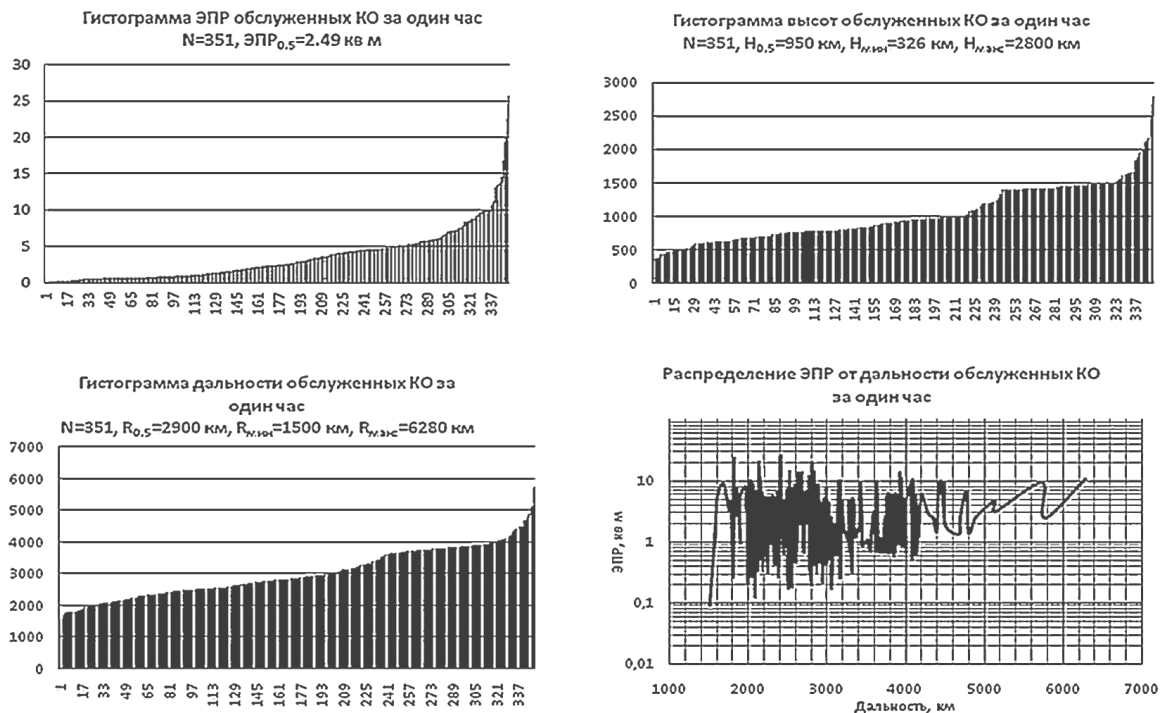 Гистограмма ЭПР обслуженных КО за один час
N=351, ЭПР0.5=2.49 кв м
30
25
20
15
10
5
0
1 17 33 49 65 81 97 113 129 145 161 177 193 209 225 241 257 273 289 305 321 337
Гистограмма высот обслуженных КО за один час
N=351, H0.5=950 км, Hмин=326 км, Hмакс=2800 км
3000
2500
2000
1500
1000
500
0
1 15 29 43 57 71 85 99 113 127 141 155 169 183 197 211 225 239 253 267 281 295 309 323 337
Гистограмма дальности обслуженных КО за
один час
N=351, R0.5=2900 км, Rмин=1500 км, Rмакс=6280 км
7000
6000
5000
4000
3000
2000
1000
0
1 17 33 49 65 81 97 113 129 145 161 177 193 209 225 241 257 273 289 305 321 337
Распределение ЭПР от дальности обслуженных КО
за один час
ЭПР, кв м
10
1
0,1
0,01
1000 2000 3000 4000 5000 6000 7000
Дальность, км